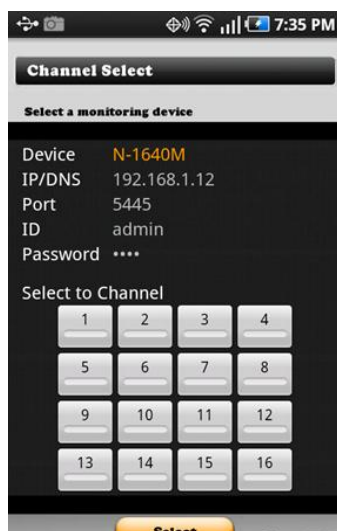 7:35 PM
Channel Select
Select a monitoring device
Device N-1640M
IP/DNS 192.168.1.12
Port 5445
ID admin
Password ••••
Select to Channel
1 2 3 4
5 6 7 8
9 10 11 12
13 14 15 16
Select